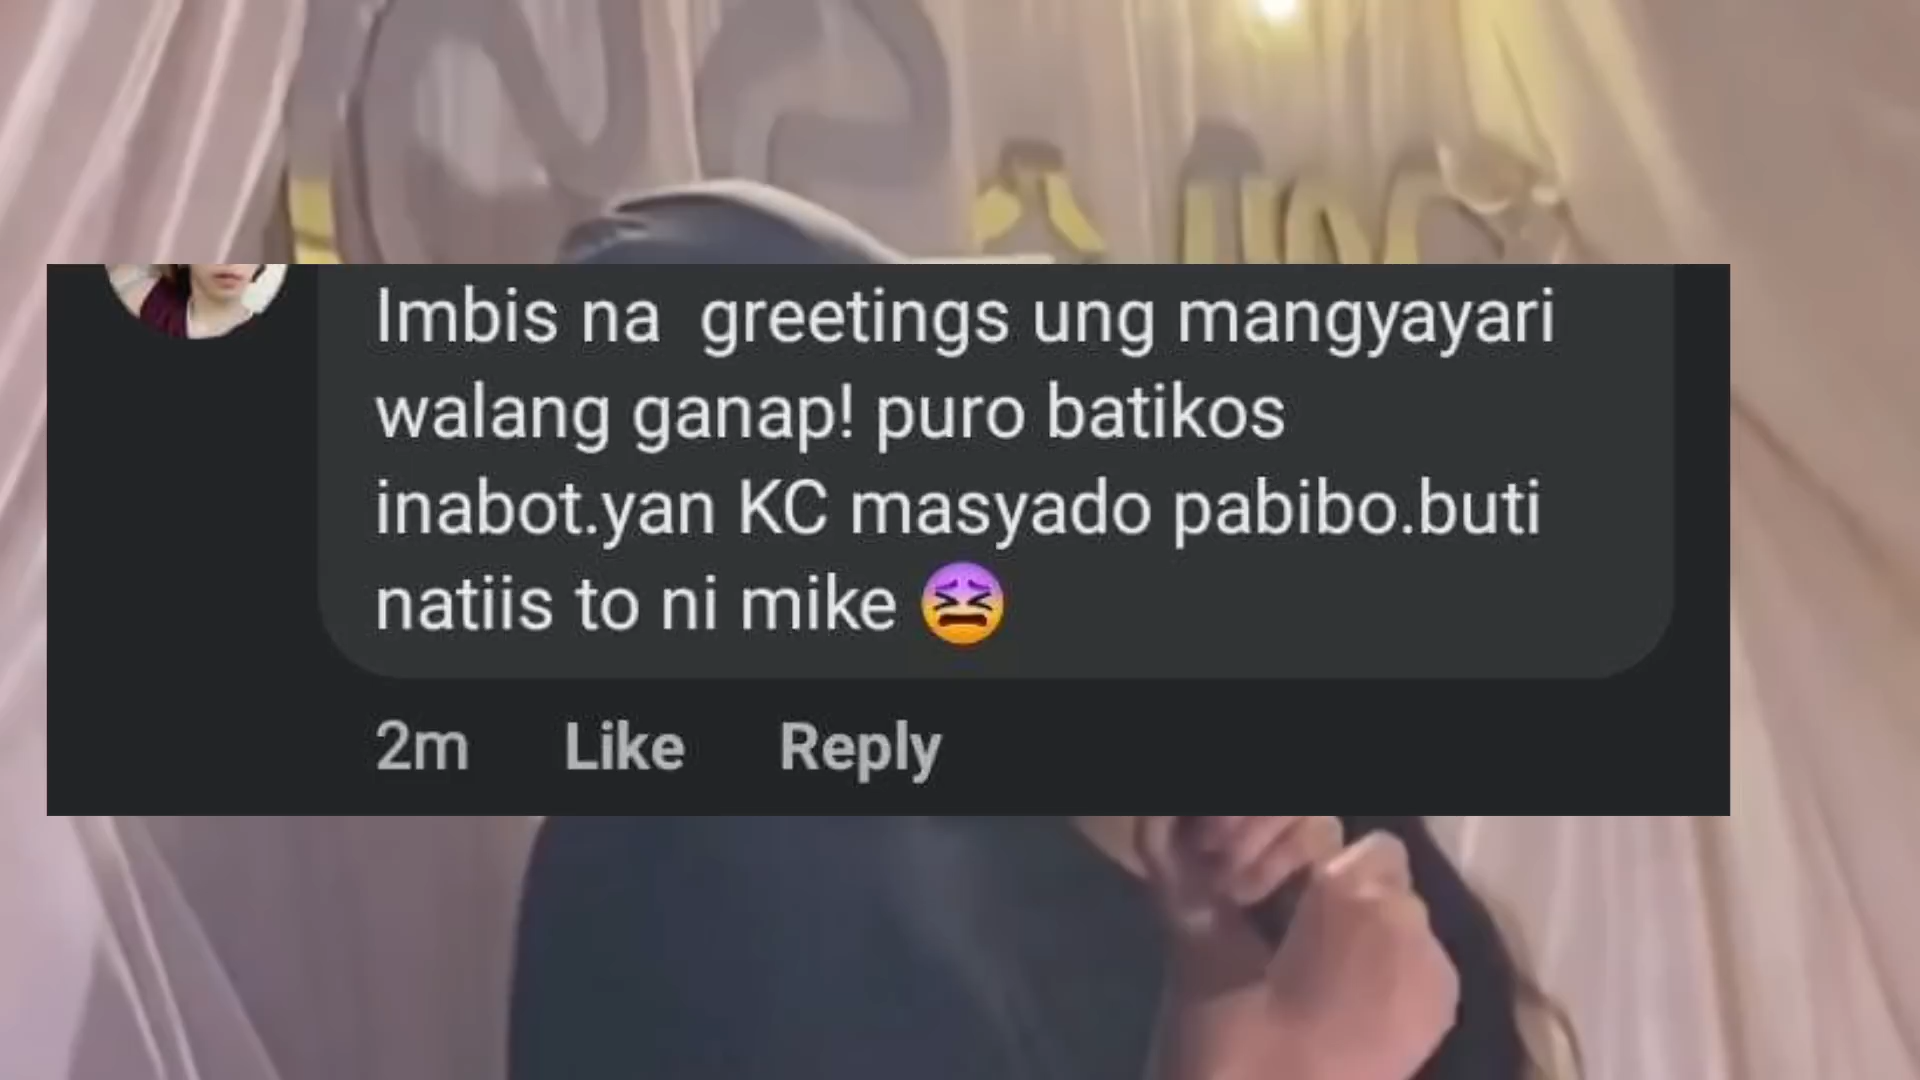 Imbis na  greetings ung mangyayari
walang ganap! puro batikos
inabot.yan KC masyado pabibo.buti
natiis to ni mike 😫
2m Like Reply